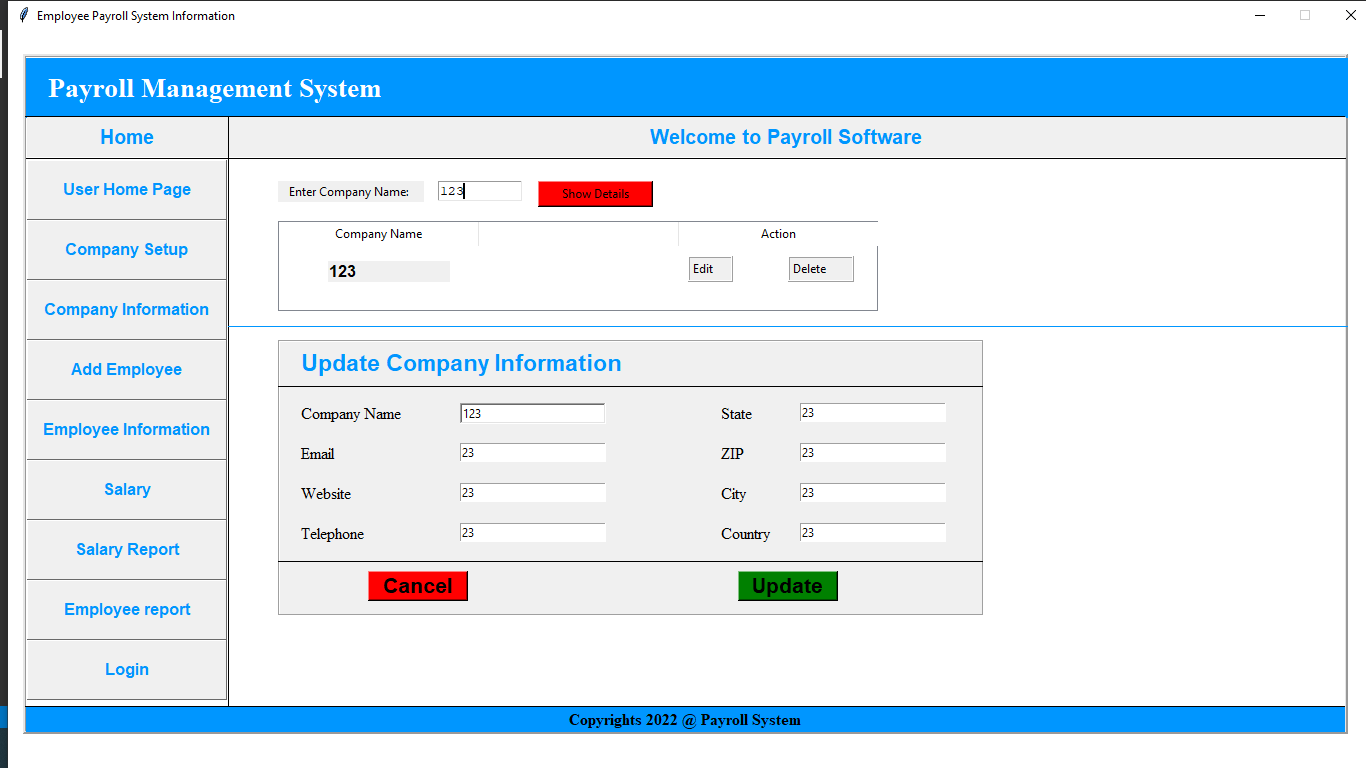 Employee Payroll System Information
Payroll Management System
Home
Welcome to Payroll Software
User Home Page
Company Setup
Company Information
Add Employee
Employee Information
Salary
Salary Report
Employee report
Login
Enter Company Name: 123 Show Details
Company Name Action
123 Edit Delete
Update Company Information
Company Name 123 State 23
Email 23 ZIP 23
Website 23 City 23
Telephone 23 Country 23
Cancel Update
Copyrights 2022 @ Payroll System